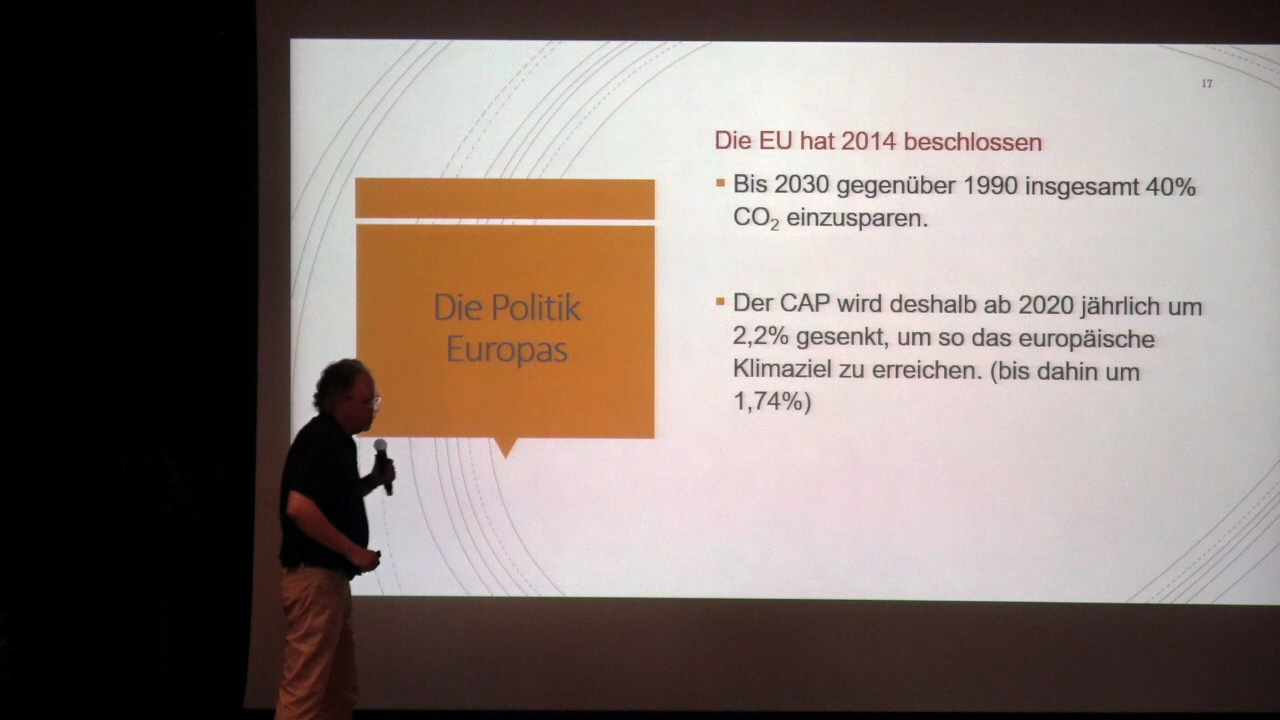 17
Die EU hat 2014 beschlossen
Bis 2030 gegenüber 1990 insgesamt 40%
CO₂ einzusparen.
Der CAP wird deshalb ab 2020 jährlich um
2,2% gesenkt, um so das europäische
Klimaziel zu erreichen. (bis dahin um
1,74%)
Die Politik
Europas